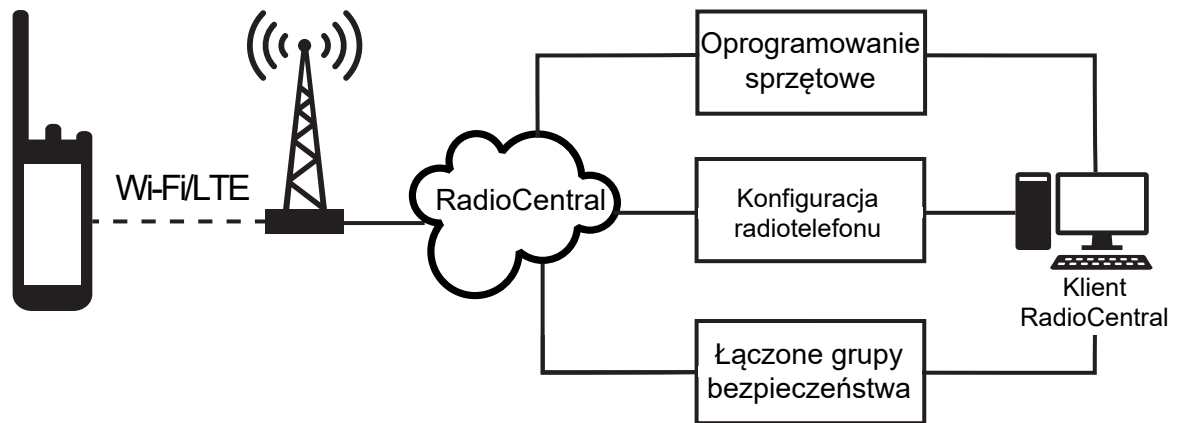 Wi-Fi/LTE
RadioCentral
Oprogramowanie
sprzętowe
Konfiguracja
radiotelefonu
Łączone grupy
bezpieczeństwa
Klient
RadioCentral